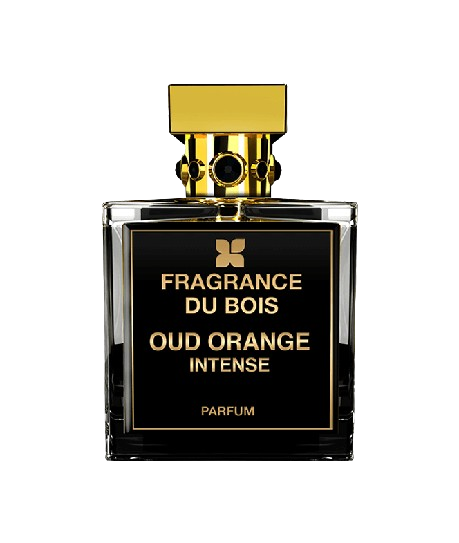 FRAGRANCE
DU BOIS
OUD ORANGE
INTENSE
PARFUM